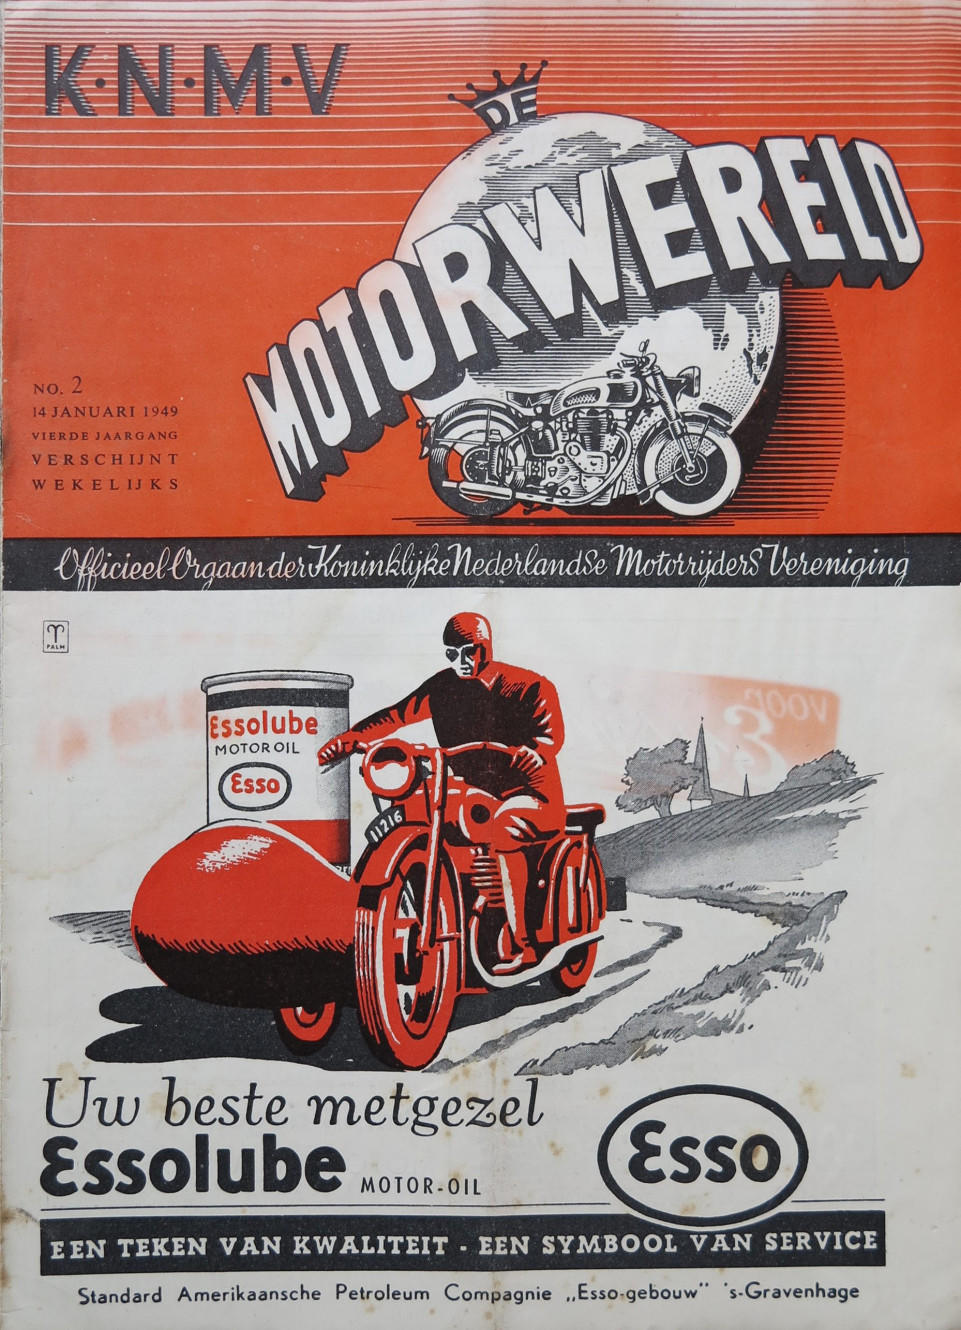 K·N·M·V
DE
MOTORWERELD
NO. 2
14 JANUARI 1949
VIERDE JAARGANG
VERSCHIJNT
WEKELIJKS
Officieel Orgaan der Koninklijke Nederlandse Motorrijders Vereniging
PALM
Essolube
MOTOR OIL
Esso
11216
voor
Uw beste metgezel
Essolube MOTOR-OIL
Esso
EEN TEKEN VAN KWALITEIT - EEN SYMBOOL VAN SERVICE
Standard Amerikaansche Petroleum Compagnie „Esso-gebouw" 's-Gravenhage